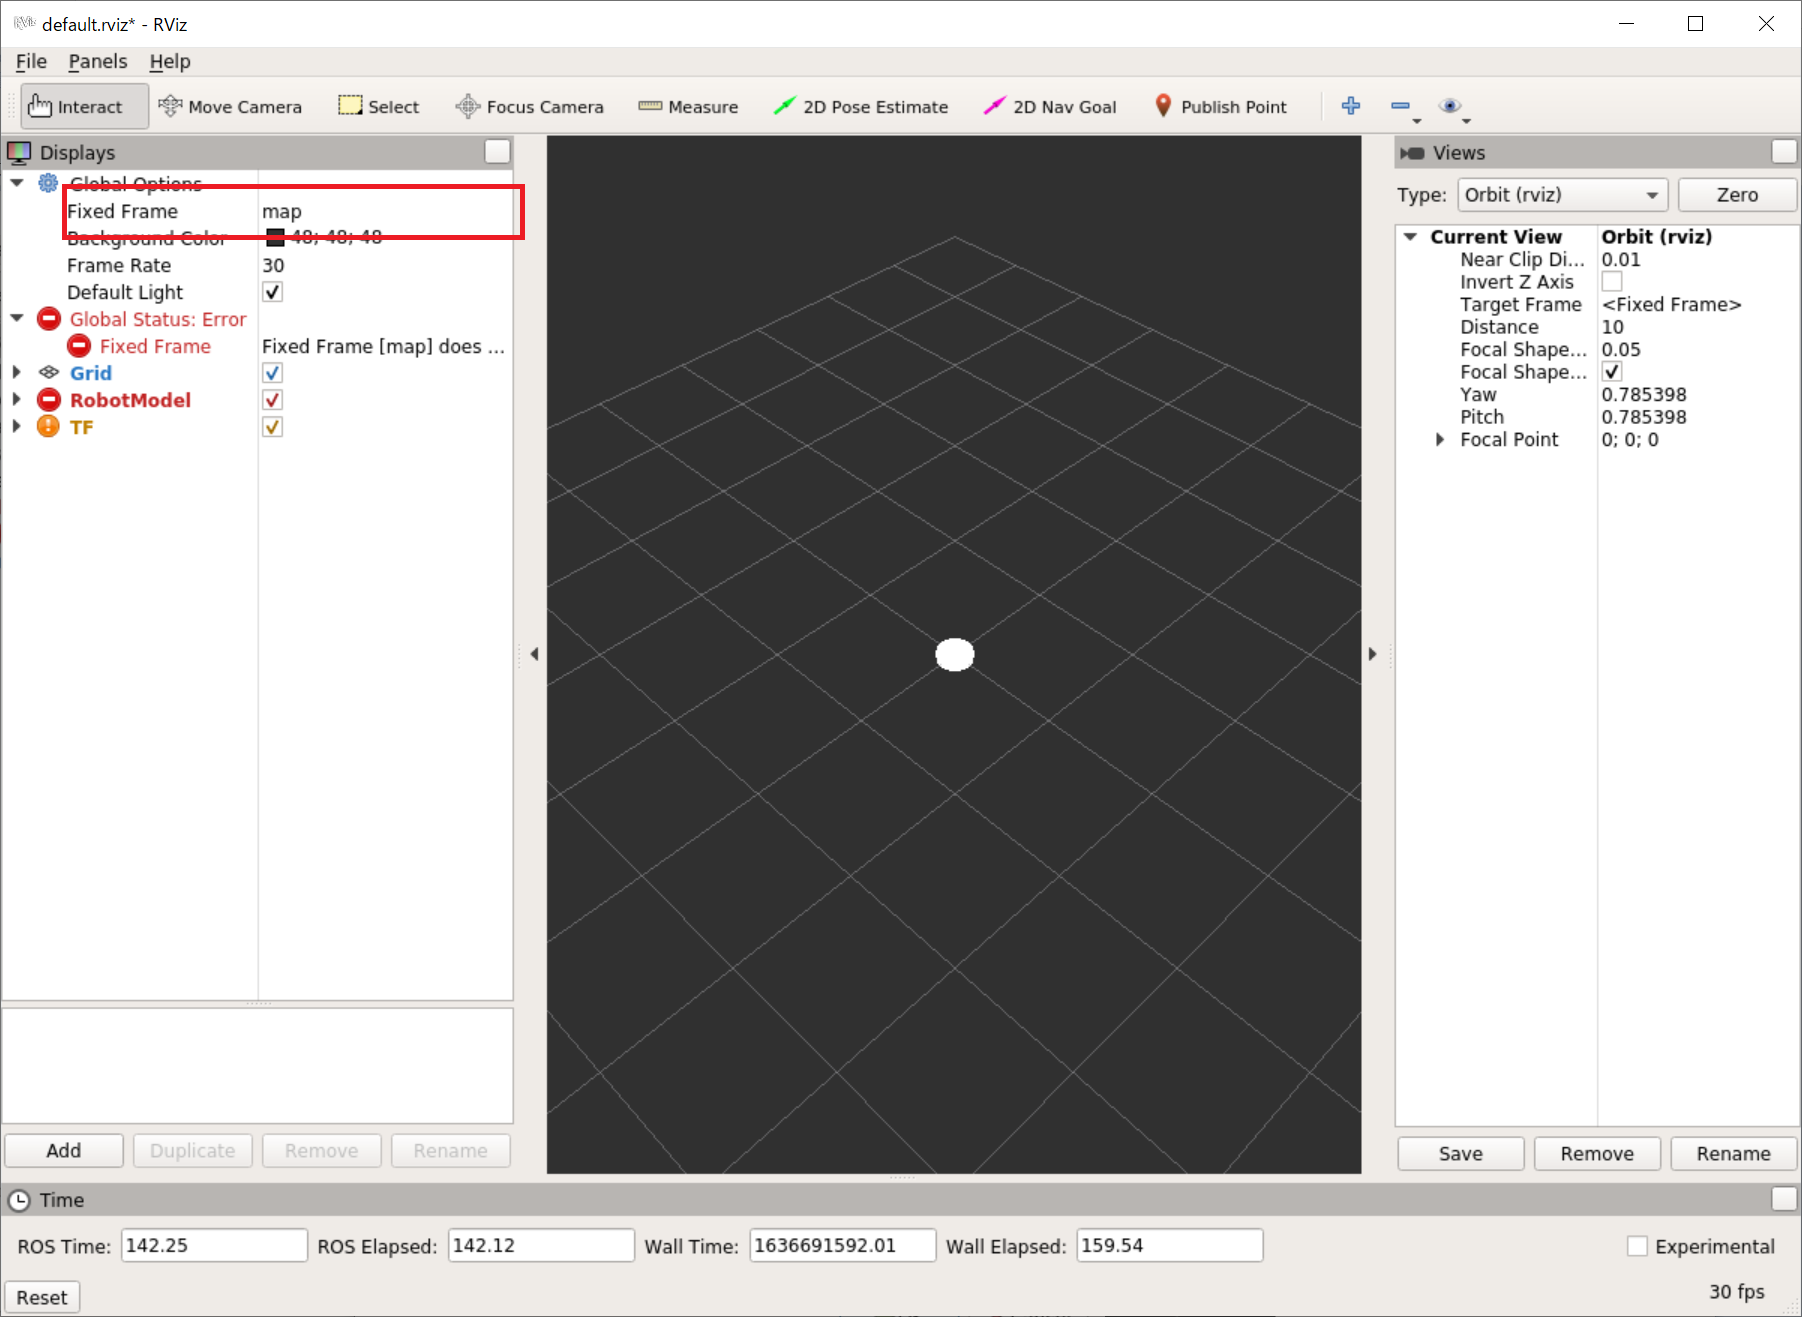 default.rviz* - RViz
File Panels Help
Interact Move Camera Select Focus Camera Measure 2D Pose Estimate 2D Nav Goal Publish Point
Displays
Global Options
Fixed Frame map
Background Color 48; 48; 48
Frame Rate 30
Default Light
Global Status: Error
Fixed Frame Fixed Frame [map] does ...
Grid
RobotModel
TF
Add Duplicate Remove Rename
Views
Type: Orbit (rviz) Zero
Current View Orbit (rviz)
Near Clip Di... 0.01
Invert Z Axis
Target Frame <Fixed Frame>
Distance 10
Focal Shape... 0.05
Focal Shape...
Yaw 0.785398
Pitch 0.785398
Focal Point 0; 0; 0
Save Remove Rename
Time
ROS Time: 142.25 ROS Elapsed: 142.12 Wall Time: 1636691592.01 Wall Elapsed: 159.54 Experimental
Reset 30 fps